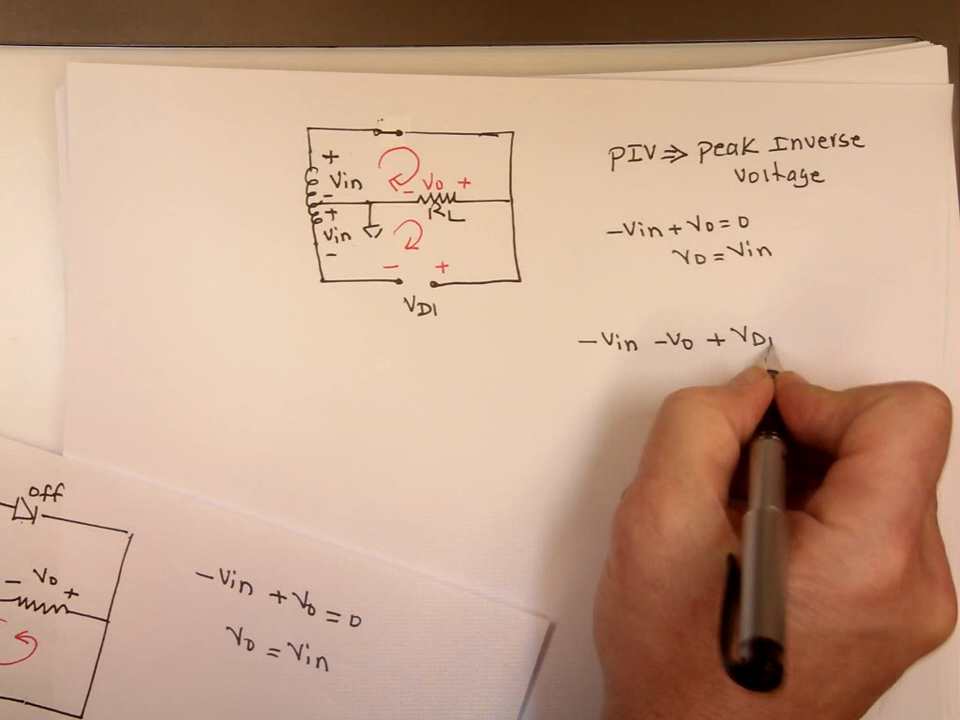 PIV ⇒ Peak Inverse
Voltage
+
Vin
-
- Vo +
RL
+
Vin
-
- +
VD1
-Vin + Vo = 0
Vo = Vin
-Vin - Vo + VD1
off
- Vo +
-Vin + Vo = 0
Vo = Vin